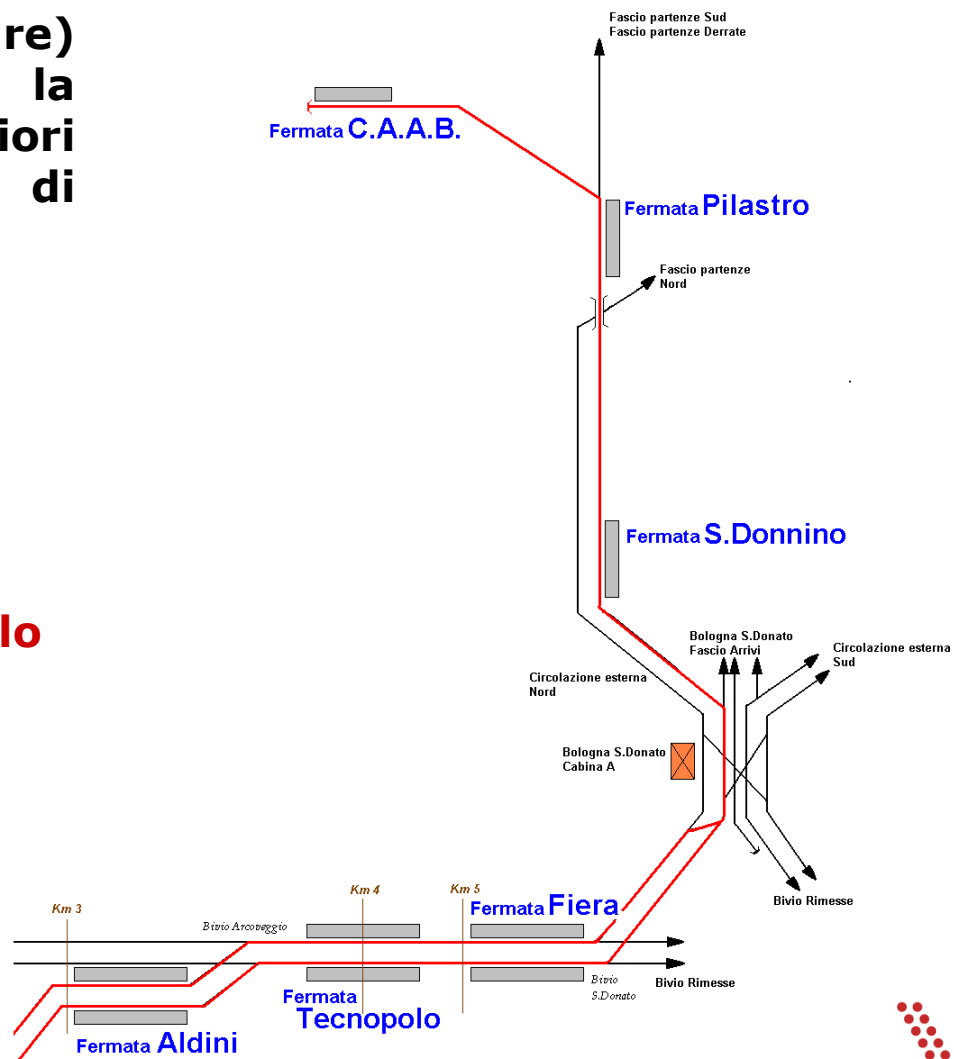 re)
la
iori
di
lo
Fascio partenze Sud
Fascio partenze Derrate
Fermata C.A.A.B.
Fermata Pilastro
Fascio partenze
Nord
Fermata S.Donnino
Bologna S.Donato
Fascio Arrivi
Circolazione esterna
Sud
Circolazione esterna
Nord
Bologna S.Donato
Cabina A
Bivio Rimesse
Km 3
Km 4
Km 5
Bivio Arcoveggio
Fermata Fiera
Bivio
S.Donato
Bivio Rimesse
Fermata
Tecnopolo
Fermata Aldini